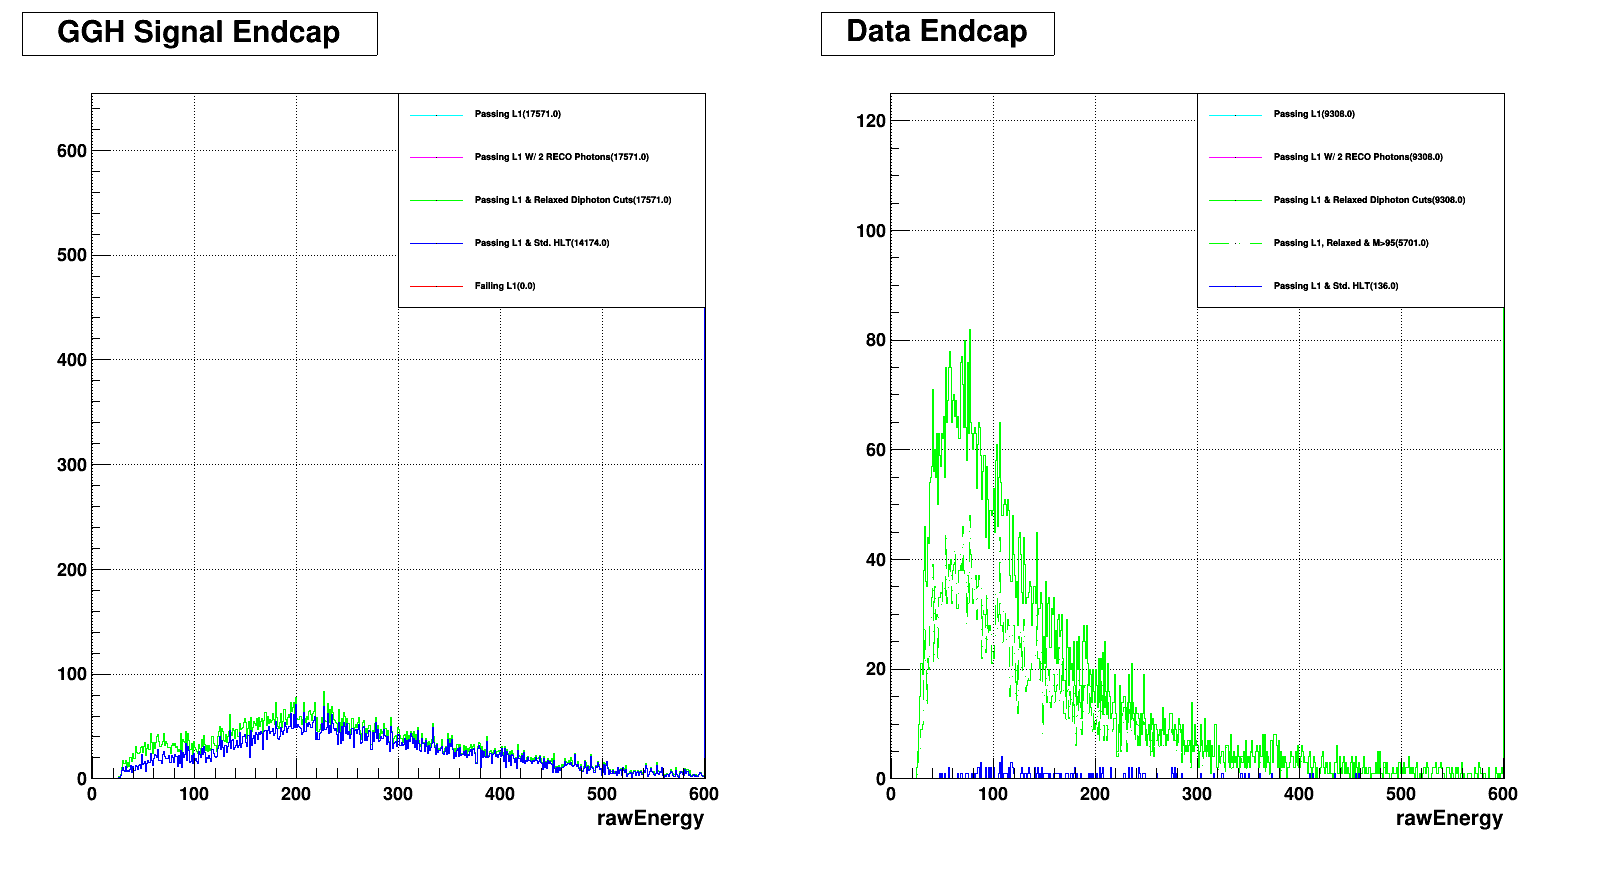 GGH Signal Endcap
Passing L1(17571.0)
Passing L1 W/ 2 RECO Photons(17571.0)
Passing L1 & Relaxed Diphoton Cuts(17571.0)
Passing L1 & Std. HLT(14174.0)
Failing L1(0.0)
600
500
400
300
200
100
0
0 100 200 300 400 500 600
rawEnergy
Data Endcap
Passing L1(9308.0)
Passing L1 W/ 2 RECO Photons(9308.0)
Passing L1 & Relaxed Diphoton Cuts(9308.0)
Passing L1, Relaxed & M>95(5701.0)
Passing L1 & Std. HLT(136.0)
120
100
80
60
40
20
0
0 100 200 300 400 500 600
rawEnergy